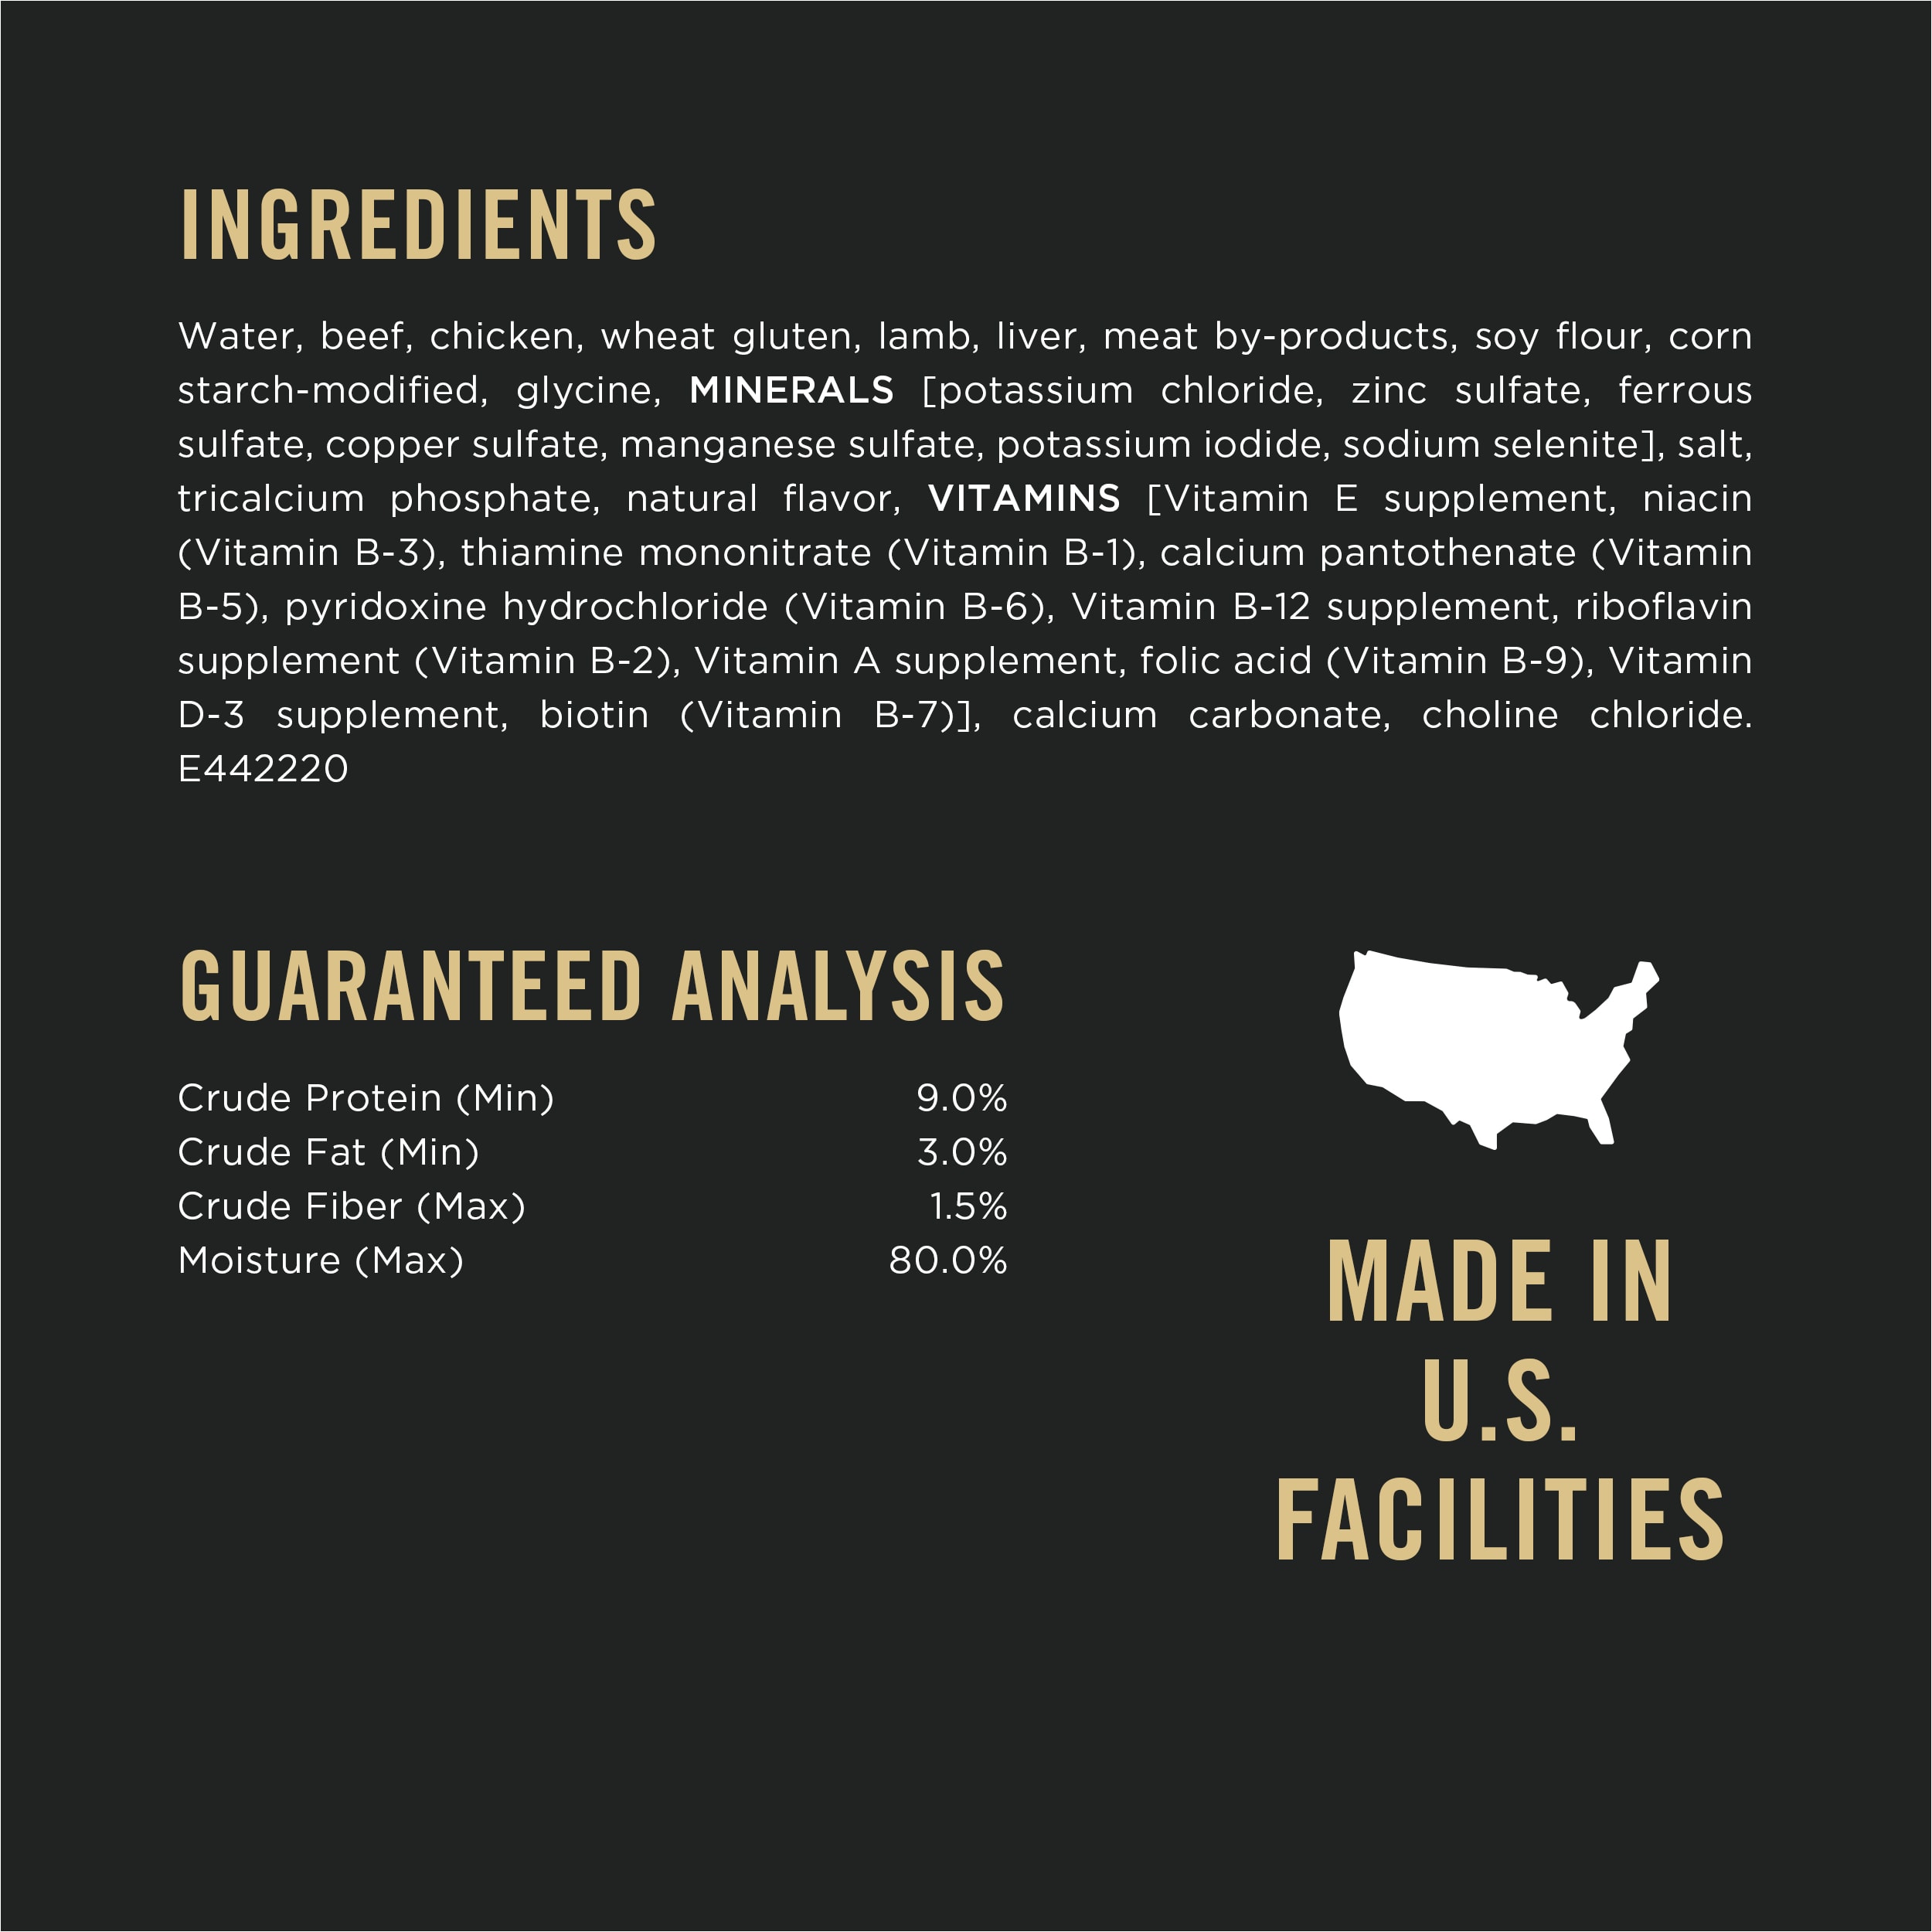 INGREDIENTS
Water, beef, chicken, wheat gluten, lamb, liver, meat by-products, soy flour, corn
starch-modified, glycine, MINERALS [potassium chloride, zinc sulfate, ferrous
sulfate, copper sulfate, manganese sulfate, potassium iodide, sodium selenite], salt,
tricalcium phosphate, natural flavor, VITAMINS [Vitamin E supplement, niacin
(Vitamin B-3), thiamine mononitrate (Vitamin B-1), calcium pantothenate (Vitamin
B-5), pyridoxine hydrochloride (Vitamin B-6), Vitamin B-12 supplement, riboflavin
supplement (Vitamin B-2), Vitamin A supplement, folic acid (Vitamin B-9), Vitamin
D-3 supplement, biotin (Vitamin B-7)], calcium carbonate, choline chloride.
E442220
GUARANTEED ANALYSIS
Crude Protein (Min) 9.0%
Crude Fat (Min) 3.0%
Crude Fiber (Max) 1.5%
Moisture (Max) 80.0%
MADE IN
U.S.
FACILITIES